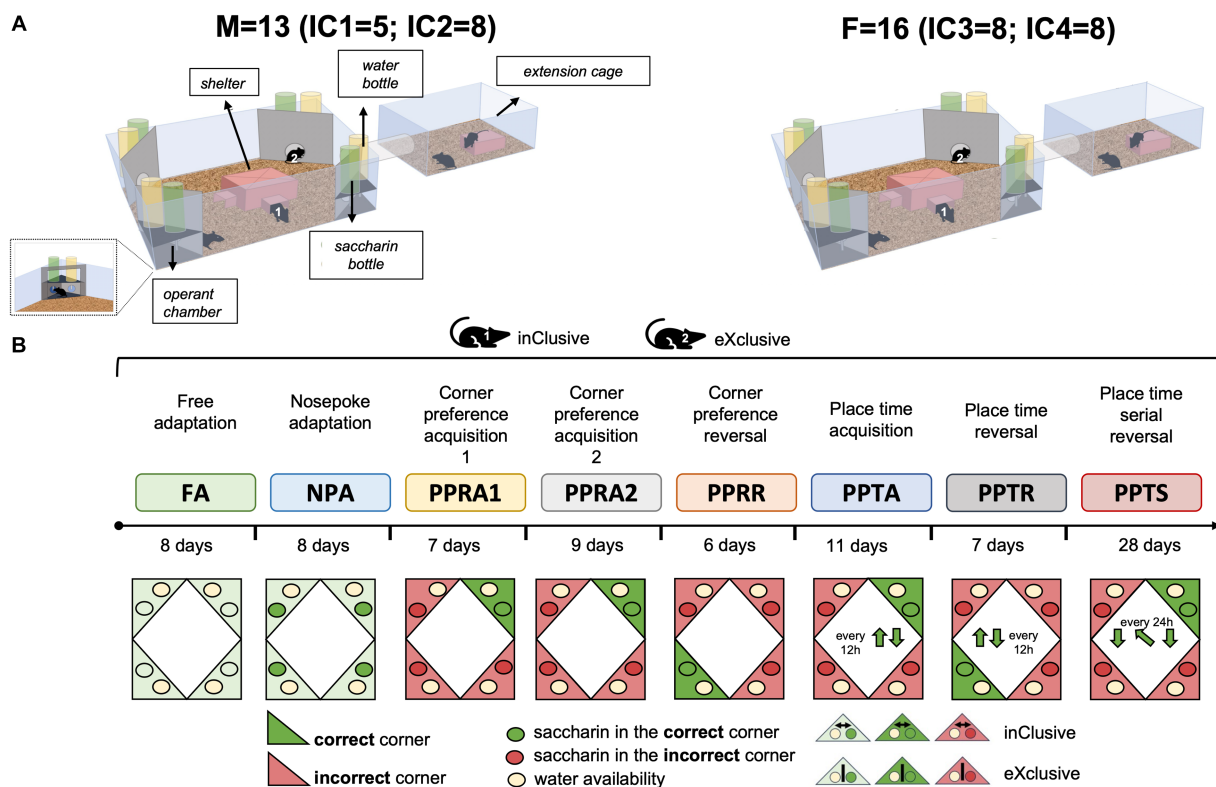 A
M=13 (IC1=5; IC2=8)
F=16 (IC3=8; IC4=8)
shelter
water
bottle
extension cage
2
1
saccharin
bottle
operant
chamber
2
1
B
1 inClusive
2 eXclusive
Free
adaptation
Nosepoke
adaptation
Corner
preference
acquisition
1
Corner
preference
acquisition
2
Corner
preference
reversal
Place time
acquisition
Place time
reversal
Place time
serial
reversal
FA
NPA
PPRA1
PPRA2
PPRR
PPTA
PPTR
PPTS
8 days
8 days
7 days
9 days
6 days
11 days
7 days
28 days
every
12h
every
12h
every 24h
correct corner
incorrect corner
saccharin in the correct corner
saccharin in the incorrect corner
water availability
inClusive
eXclusive